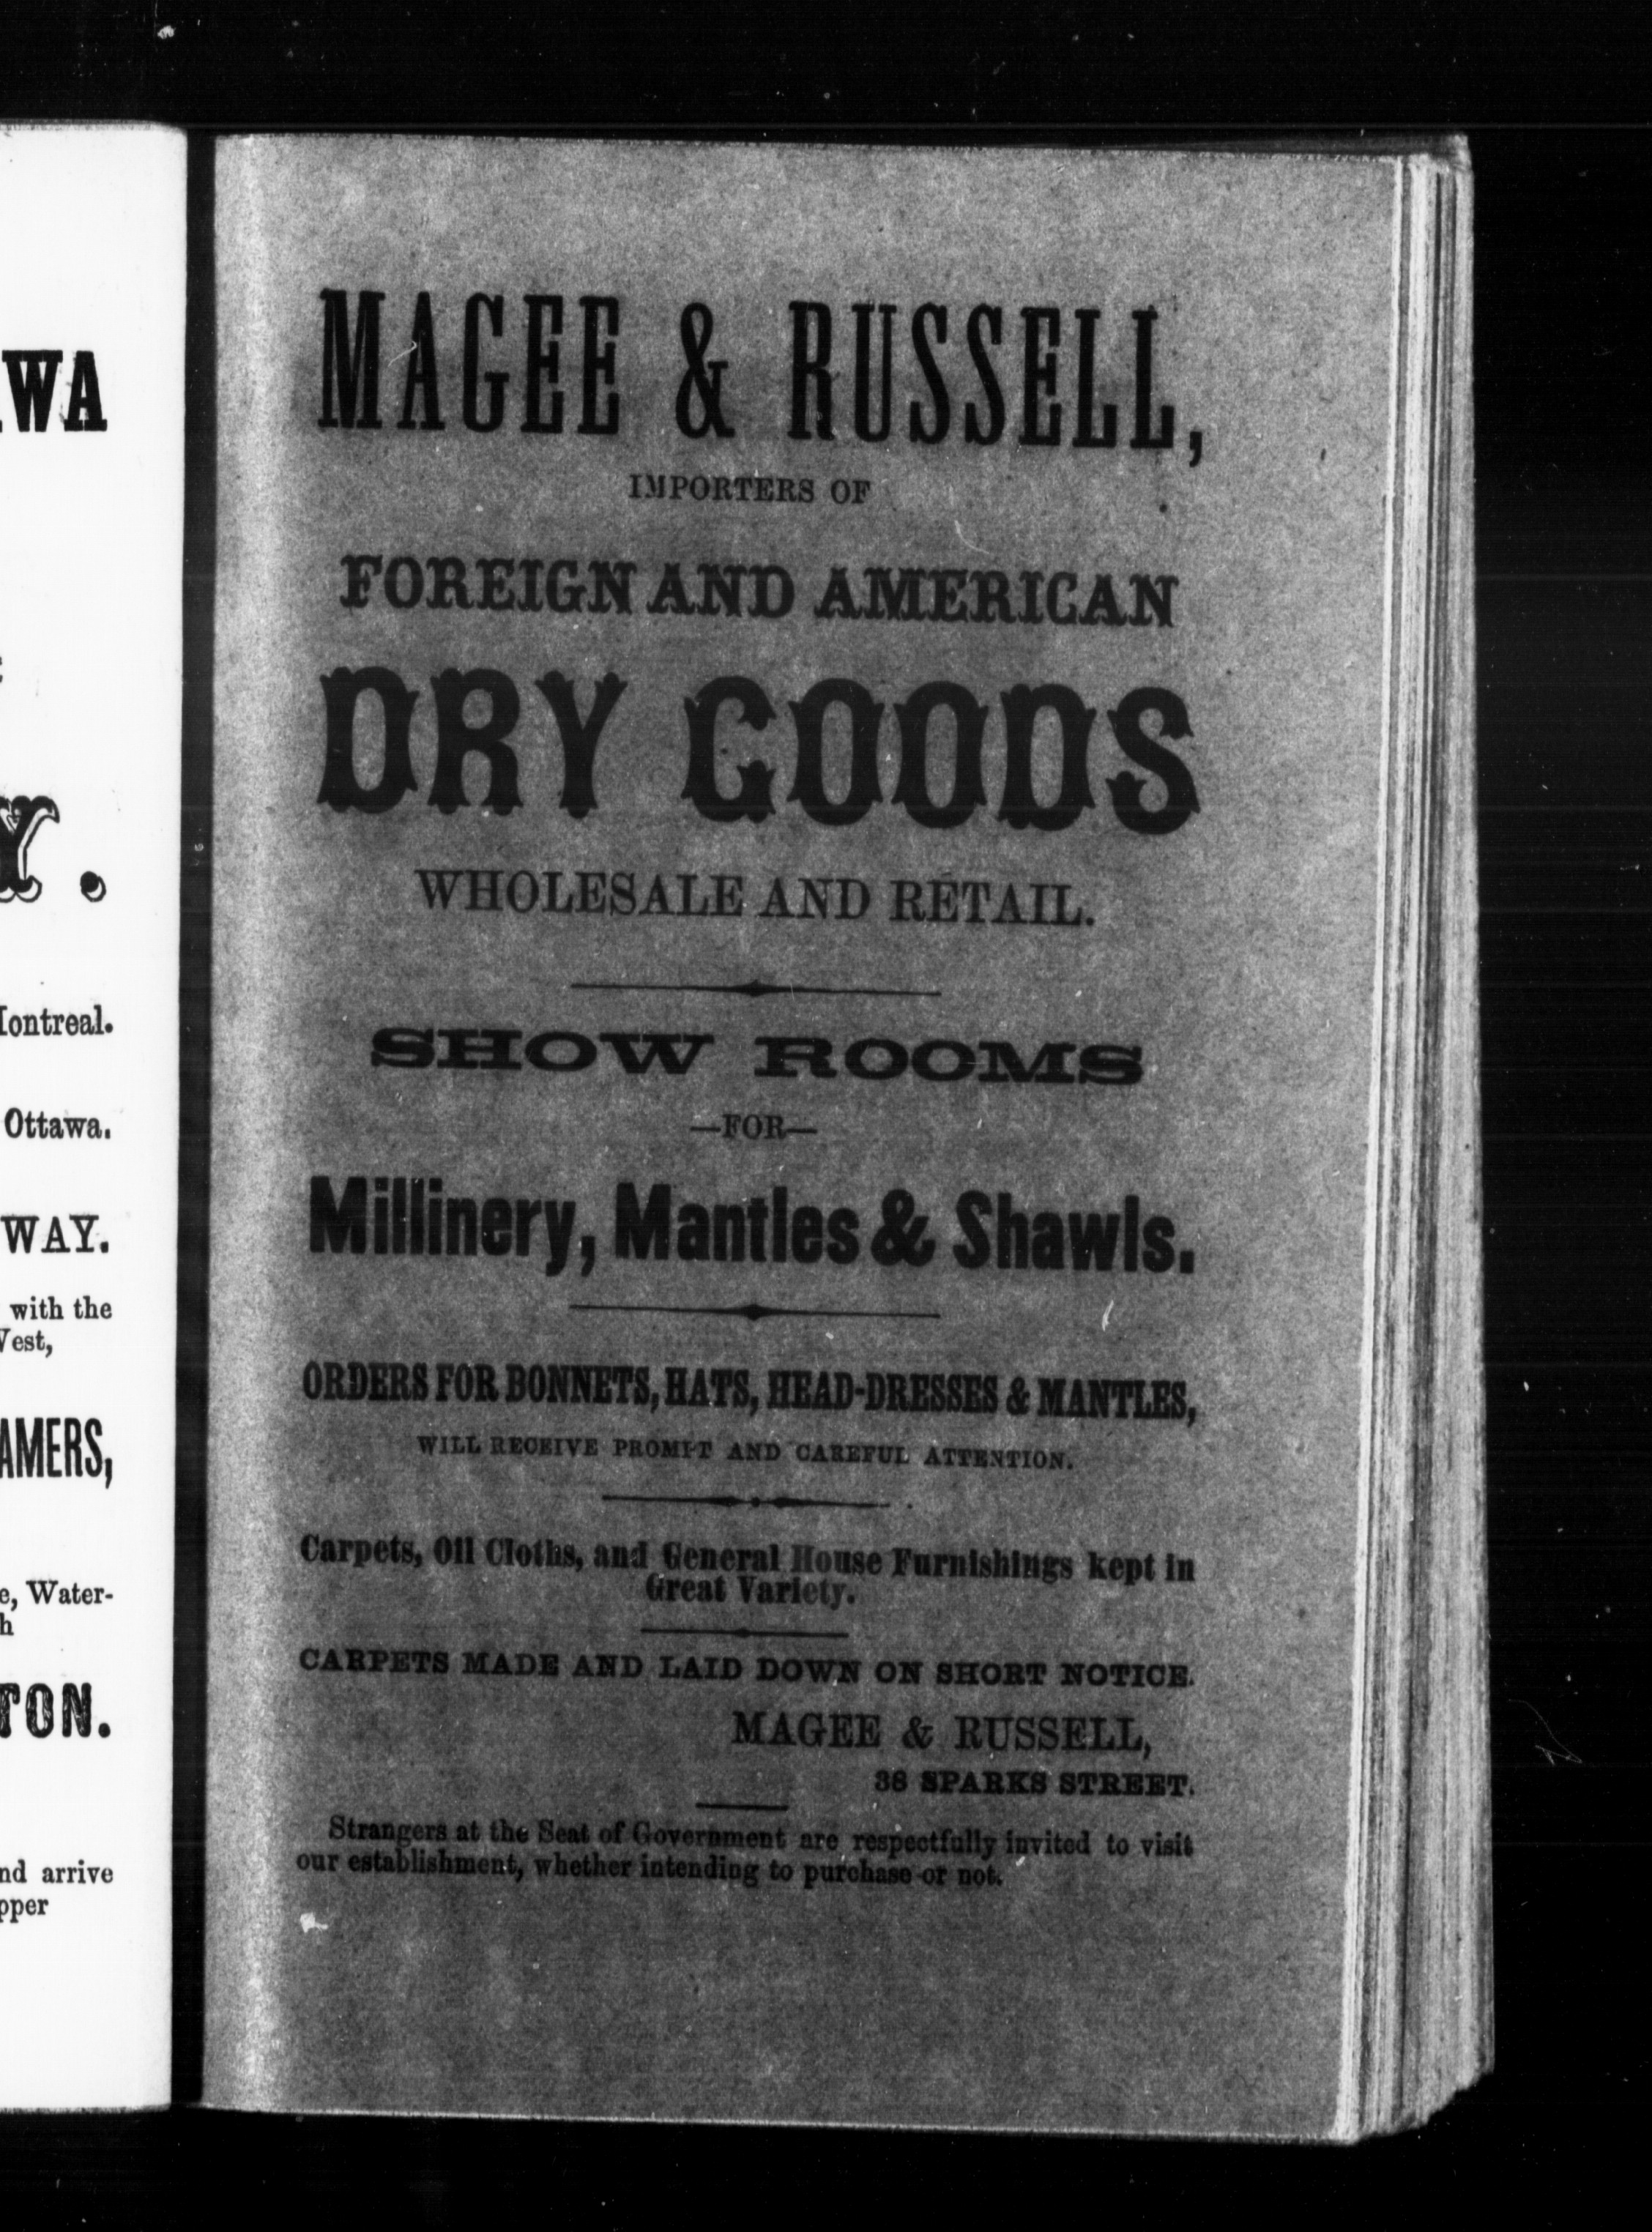 WA
Y.
Montreal.
Ottawa.
WAY.
with the
West,
AMERS,
e, Water-
h
TON.
nd arrive
pper
MAGEE & RUSSELL,
IMPORTERS OF
FOREIGN AND AMERICAN
DRY GOODS
WHOLESALE AND RETAIL.
SHOW ROOMS
—FOR—
Millinery, Mantles & Shawls.
ORDERS FOR BONNETS, HATS, HEAD-DRESSES & MANTLES,
WILL RECEIVE PROMPT AND CAREFUL ATTENTION.
Carpets, Oil Cloths, and General House Furnishings kept in
Great Variety.
CARPETS MADE AND LAID DOWN ON SHORT NOTICE.
MAGEE & RUSSELL,
36 SPARKS STREET.
Strangers at the Seat of Government are respectfully invited to visit
our establishment, whether intending to purchase or not.